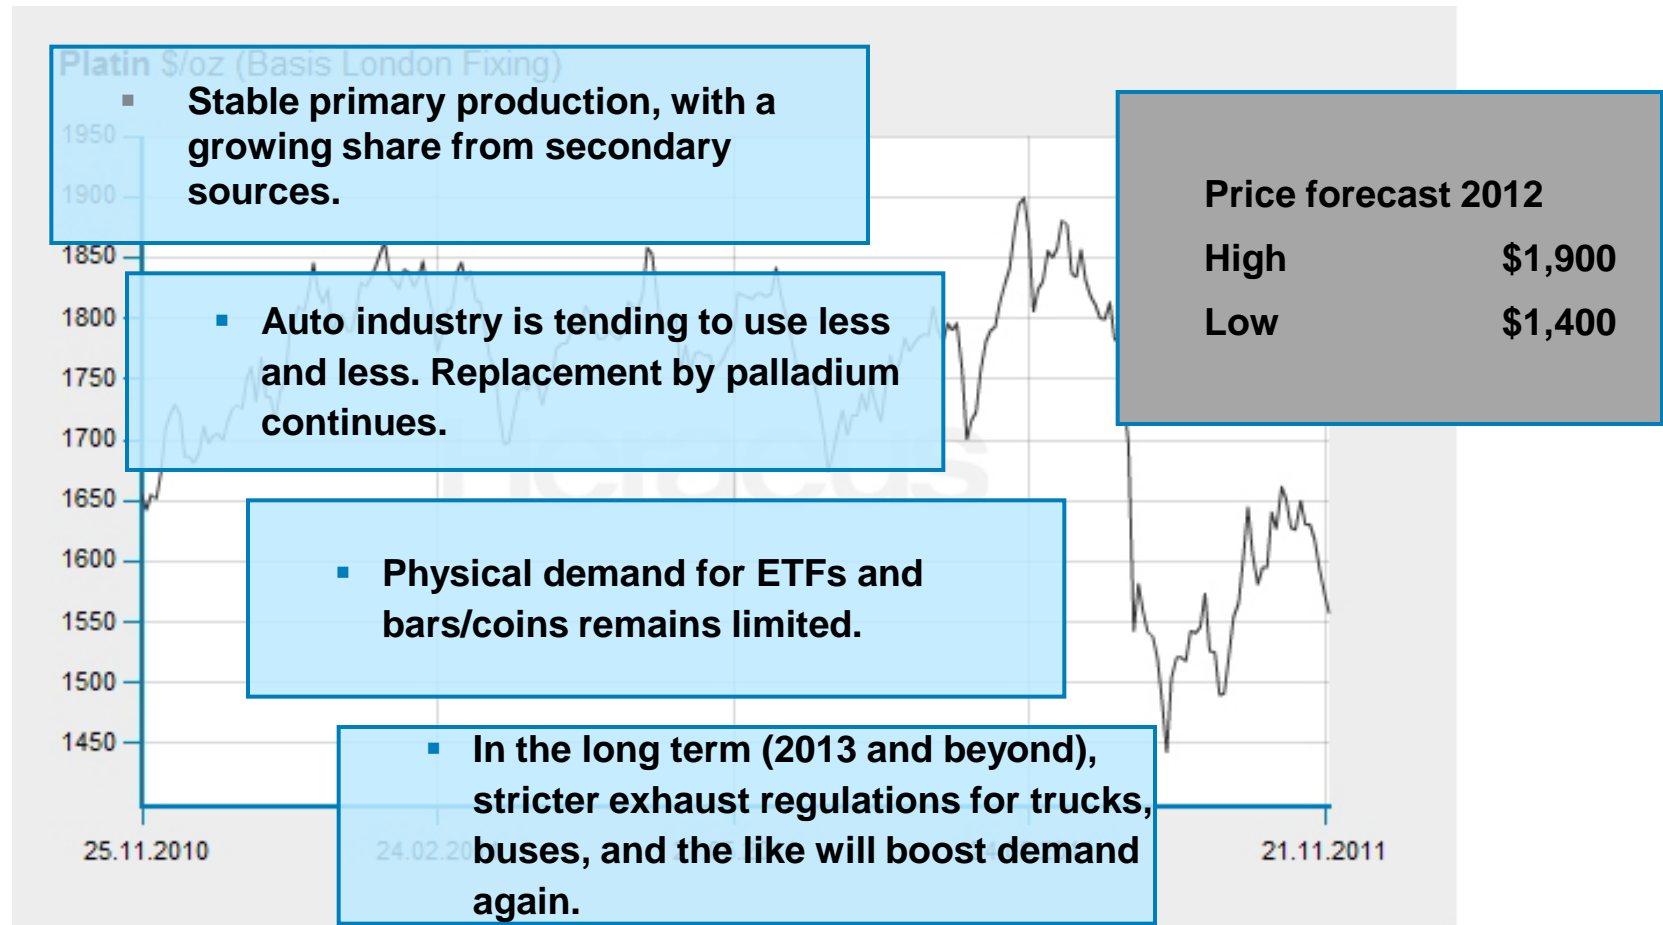 Platin $/oz (Basis London Fixing)
Stable primary production, with a
growing share from secondary
sources.
Auto industry is tending to use less
and less. Replacement by palladium
continues.
Physical demand for ETFs and
bars/coins remains limited.
In the long term (2013 and beyond),
stricter exhaust regulations for trucks,
buses, and the like will boost demand
again.
Price forecast 2012
High $1,900
Low $1,400
1950
1900
1850
1800
1750
1700
1650
1600
1550
1500
1450
Heraeus
25.11.2010
21.11.2011